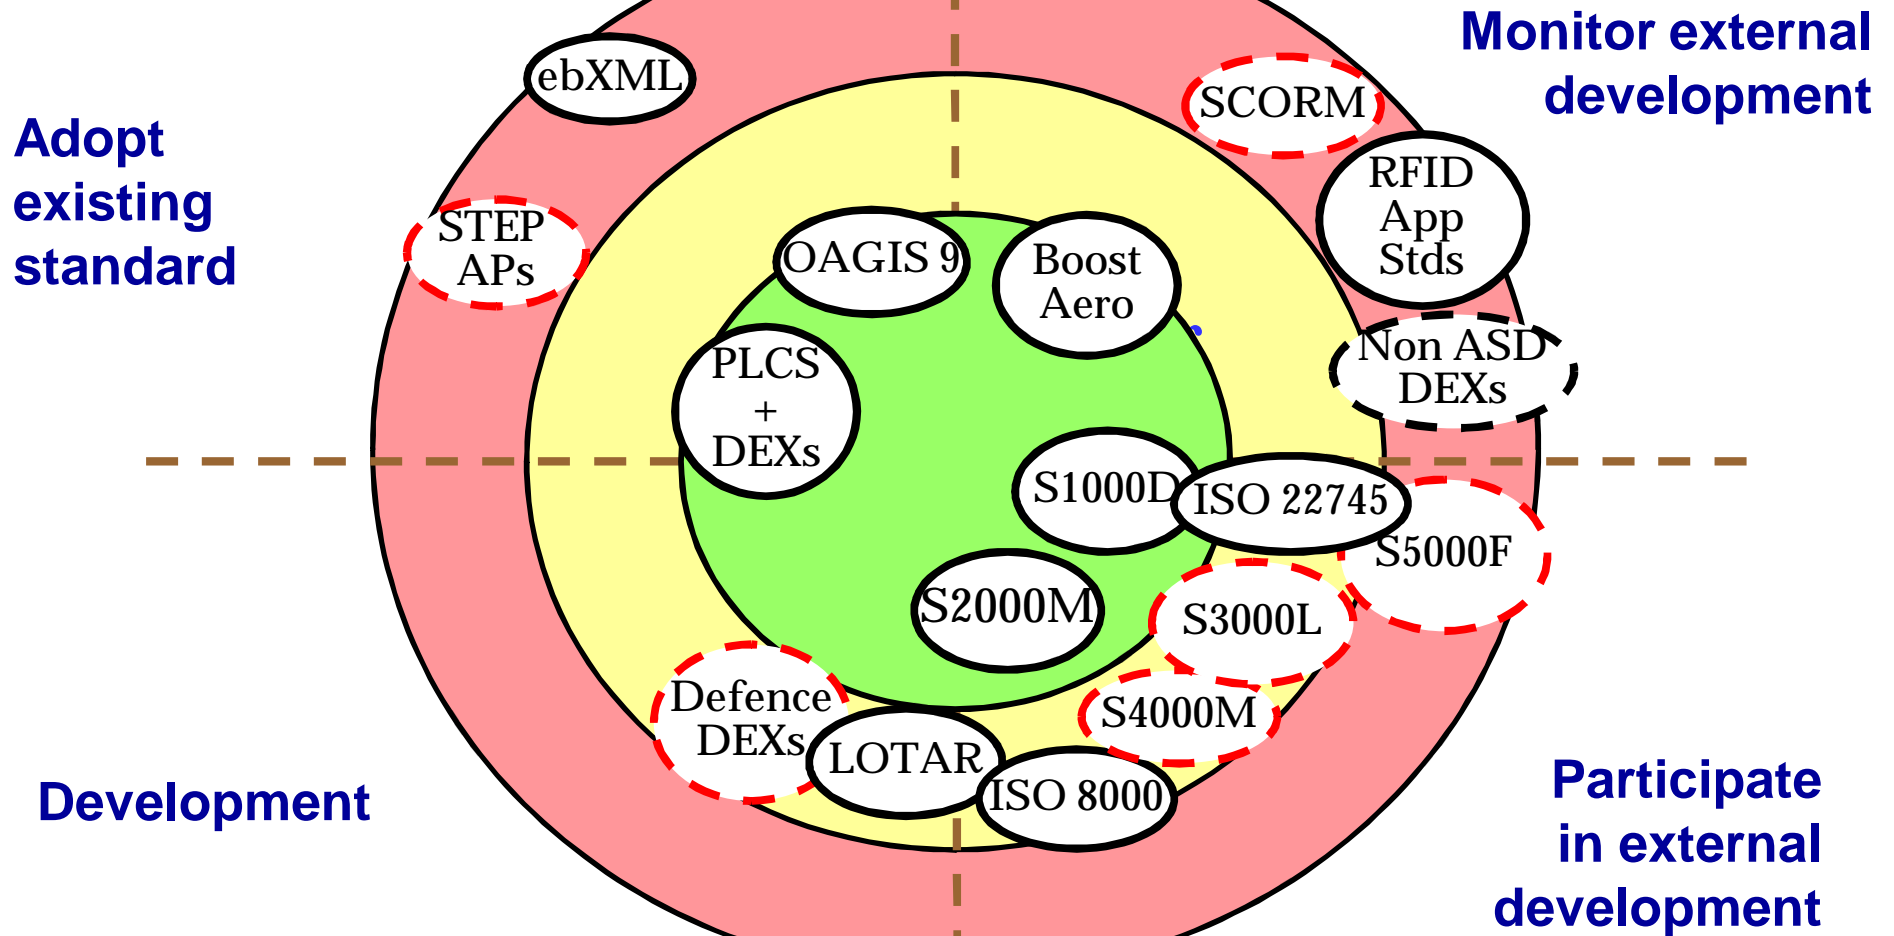 Monitor external
development
ebXML
SCORM
Adopt
existing
standard
RFID
App
Stds
STEP
APs
OAGIS 9
Boost
Aero
Non ASD
DEXs
PLCS
+
DEXs
S1000D
ISO 22745
S5000F
S2000M
S3000L
Defence
DEXs
S4000M
LOTAR
ISO 8000
Development
Participate
in external
development